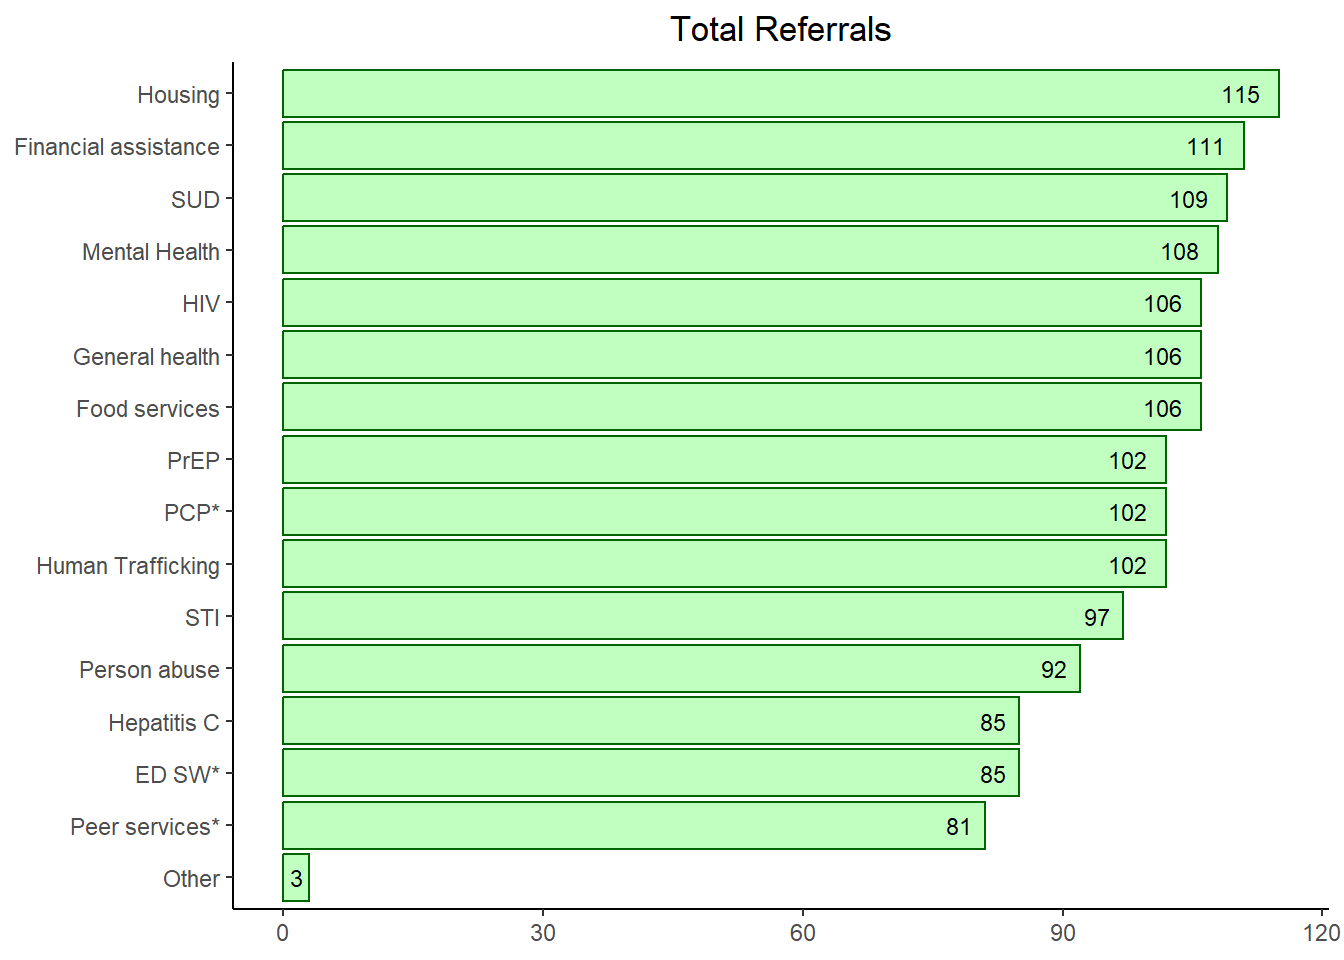 Total Referrals
Housing 115
Financial assistance 111
SUD 109
Mental Health 108
HIV 106
General health 106
Food services 106
PrEP 102
PCP* 102
Human Trafficking 102
STI 97
Person abuse 92
Hepatitis C 85
ED SW* 85
Peer services* 81
Other 3
0 30 60 90 120